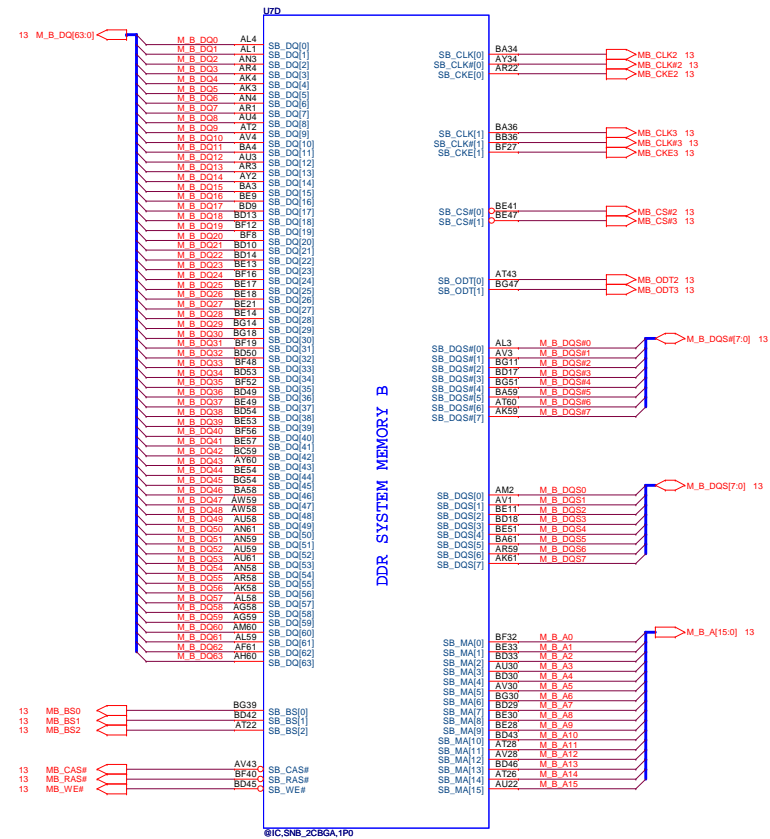 U7D
13 M_B_DQ[63:0]
M_B_DQ0 AL4 SB_DQ[0]
M_B_DQ1 AL1 SB_DQ[1]
M_B_DQ2 AN3 SB_DQ[2]
M_B_DQ3 AR4 SB_DQ[3]
M_B_DQ4 AK4 SB_DQ[4]
M_B_DQ5 AK3 SB_DQ[5]
M_B_DQ6 AN4 SB_DQ[6]
M_B_DQ7 AR1 SB_DQ[7]
M_B_DQ8 AU4 SB_DQ[8]
M_B_DQ9 AT2 SB_DQ[9]
M_B_DQ10 AV4 SB_DQ[10]
M_B_DQ11 BA4 SB_DQ[11]
M_B_DQ12 AU3 SB_DQ[12]
M_B_DQ13 AR3 SB_DQ[13]
M_B_DQ14 AY2 SB_DQ[14]
M_B_DQ15 BA3 SB_DQ[15]
M_B_DQ16 BE9 SB_DQ[16]
M_B_DQ17 BD9 SB_DQ[17]
M_B_DQ18 BD13 SB_DQ[18]
M_B_DQ19 BF12 SB_DQ[19]
M_B_DQ20 BF8 SB_DQ[20]
M_B_DQ21 BD10 SB_DQ[21]
M_B_DQ22 BD14 SB_DQ[22]
M_B_DQ23 BE13 SB_DQ[23]
M_B_DQ24 BF16 SB_DQ[24]
M_B_DQ25 BE17 SB_DQ[25]
M_B_DQ26 BE18 SB_DQ[26]
M_B_DQ27 BE21 SB_DQ[27]
M_B_DQ28 BE14 SB_DQ[28]
M_B_DQ29 BG14 SB_DQ[29]
M_B_DQ30 BG18 SB_DQ[30]
M_B_DQ31 BF19 SB_DQ[31]
M_B_DQ32 BD50 SB_DQ[32]
M_B_DQ33 BF48 SB_DQ[33]
M_B_DQ34 BD53 SB_DQ[34]
M_B_DQ35 BF52 SB_DQ[35]
M_B_DQ36 BD49 SB_DQ[36]
M_B_DQ37 BE49 SB_DQ[37]
M_B_DQ38 BD54 SB_DQ[38]
M_B_DQ39 BE53 SB_DQ[39]
M_B_DQ40 BF56 SB_DQ[40]
M_B_DQ41 BE57 SB_DQ[41]
M_B_DQ42 BC59 SB_DQ[42]
M_B_DQ43 AY60 SB_DQ[43]
M_B_DQ44 BE54 SB_DQ[44]
M_B_DQ45 BG54 SB_DQ[45]
M_B_DQ46 BA58 SB_DQ[46]
M_B_DQ47 AW59 SB_DQ[47]
M_B_DQ48 AW58 SB_DQ[48]
M_B_DQ49 AU58 SB_DQ[49]
M_B_DQ50 AN61 SB_DQ[50]
M_B_DQ51 AN59 SB_DQ[51]
M_B_DQ52 AU59 SB_DQ[52]
M_B_DQ53 AU61 SB_DQ[53]
M_B_DQ54 AN58 SB_DQ[54]
M_B_DQ55 AR58 SB_DQ[55]
M_B_DQ56 AK58 SB_DQ[56]
M_B_DQ57 AL58 SB_DQ[57]
M_B_DQ58 AG58 SB_DQ[58]
M_B_DQ59 AG59 SB_DQ[59]
M_B_DQ60 AM60 SB_DQ[60]
M_B_DQ61 AL59 SB_DQ[61]
M_B_DQ62 AF61 SB_DQ[62]
M_B_DQ63 AH60 SB_DQ[63]
13 MB_BS0 BG39 SB_BS[0]
13 MB_BS1 BD42 SB_BS[1]
13 MB_BS2 AT22 SB_BS[2]
13 MB_CAS# AV43 SB_CAS#
13 MB_RAS# BF40 SB_RAS#
13 MB_WE# BD45 SB_WE#
DDR SYSTEM MEMORY B
SB_CLK[0] BA34 MB_CLK2 13
SB_CLK#[0] AY34 MB_CLK#2 13
SB_CKE[0] AR22 MB_CKE2 13
SB_CLK[1] BA36 MB_CLK3 13
SB_CLK#[1] BB36 MB_CLK#3 13
SB_CKE[1] BF27 MB_CKE3 13
SB_CS#[0] BE41 MB_CS#2 13
SB_CS#[1] BE47 MB_CS#3 13
SB_ODT[0] AT43 MB_ODT2 13
SB_ODT[1] BG47 MB_ODT3 13
M_B_DQS#[7:0] 13
SB_DQS#[0] AL3 M_B_DQS#0
SB_DQS#[1] AV3 M_B_DQS#1
SB_DQS#[2] BG11 M_B_DQS#2
SB_DQS#[3] BD17 M_B_DQS#3
SB_DQS#[4] BG51 M_B_DQS#4
SB_DQS#[5] BA59 M_B_DQS#5
SB_DQS#[6] AT60 M_B_DQS#6
SB_DQS#[7] AK59 M_B_DQS#7
M_B_DQS[7:0] 13
SB_DQS[0] AM2 M_B_DQS0
SB_DQS[1] AV1 M_B_DQS1
SB_DQS[2] BE11 M_B_DQS2
SB_DQS[3] BD18 M_B_DQS3
SB_DQS[4] BE51 M_B_DQS4
SB_DQS[5] BA61 M_B_DQS5
SB_DQS[6] AR59 M_B_DQS6
SB_DQS[7] AK61 M_B_DQS7
M_B_A[15:0] 13
SB_MA[0] BF32 M_B_A0
SB_MA[1] BE33 M_B_A1
SB_MA[2] BD33 M_B_A2
SB_MA[3] AU30 M_B_A3
SB_MA[4] BD30 M_B_A4
SB_MA[5] AV30 M_B_A5
SB_MA[6] BG30 M_B_A6
SB_MA[7] BD29 M_B_A7
SB_MA[8] BE30 M_B_A8
SB_MA[9] BE28 M_B_A9
SB_MA[10] BD43 M_B_A10
SB_MA[11] AT28 M_B_A11
SB_MA[12] AV28 M_B_A12
SB_MA[13] BD46 M_B_A13
SB_MA[14] AT26 M_B_A14
SB_MA[15] AU22 M_B_A15
@IC,SNB_2CBGA,1P0